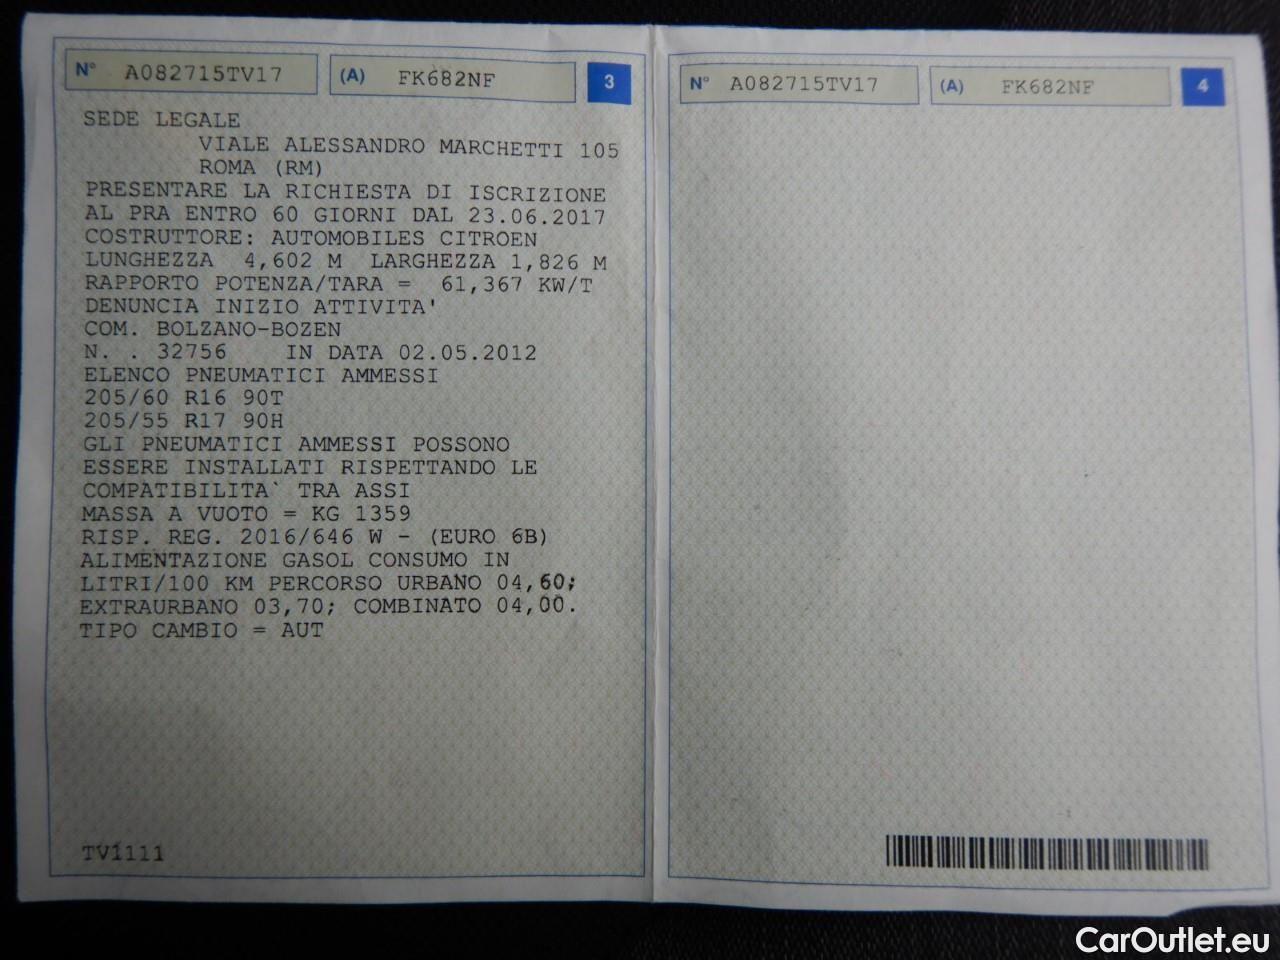 N° A082715TV17 (A) FK682NF 3
SEDE LEGALE
VIALE ALESSANDRO MARCHETTI 105
ROMA (RM)
PRESENTARE LA RICHIESTA DI ISCRIZIONE
AL PRA ENTRO 60 GIORNI DAL 23.06.2017
COSTRUTTORE: AUTOMOBILES CITROEN
LUNGHEZZA 4,602 M LARGHEZZA 1,826 M
RAPPORTO POTENZA/TARA = 61,367 KW/T
DENUNCIA INIZIO ATTIVITA'
COM. BOLZANO-BOZEN
N. . 32756 IN DATA 02.05.2012
ELENCO PNEUMATICI AMMESSI
205/60 R16 90T
205/55 R17 90H
GLI PNEUMATICI AMMESSI POSSONO
ESSERE INSTALLATI RISPETTANDO LE
COMPATIBILITA` TRA ASSI
MASSA A VUOTO = KG 1359
RISP. REG. 2016/646 W - (EURO 6B)
ALIMENTAZIONE GASOL CONSUMO IN
LITRI/100 KM PERCORSO URBANO 04,60;
EXTRAURBANO 03,70; COMBINATO 04,00.
TIPO CAMBIO = AUT
TV1111
N° A082715TV17 (A) FK682NF 4
CarOutlet.eu